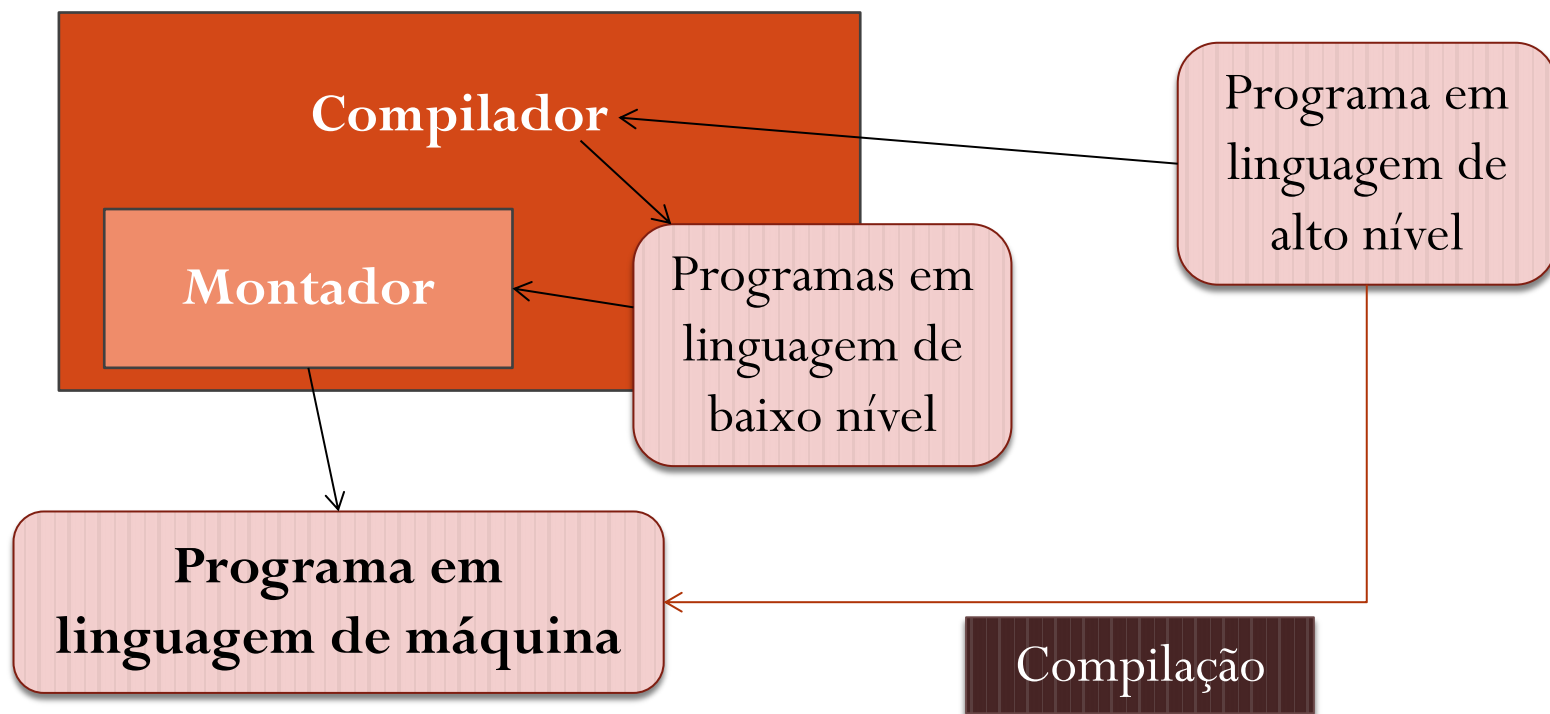 Compilador
Programa em
linguagem de
alto nível
Montador
Programas em
linguagem de
baixo nível
Programa em
linguagem de máquina
Compilação